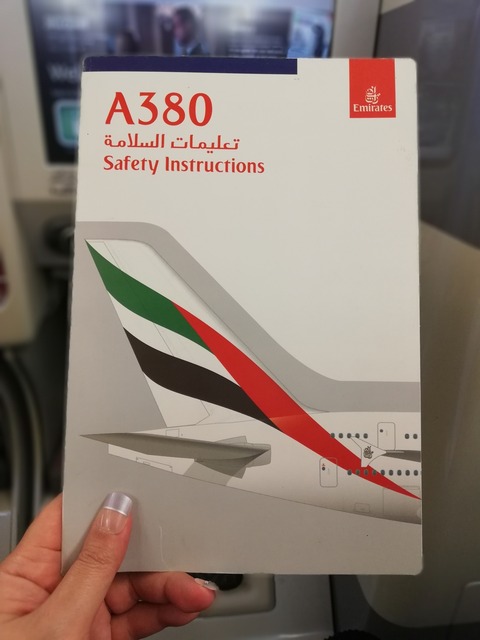 A380
تعليمات السلامة
Safety Instructions
Emirates